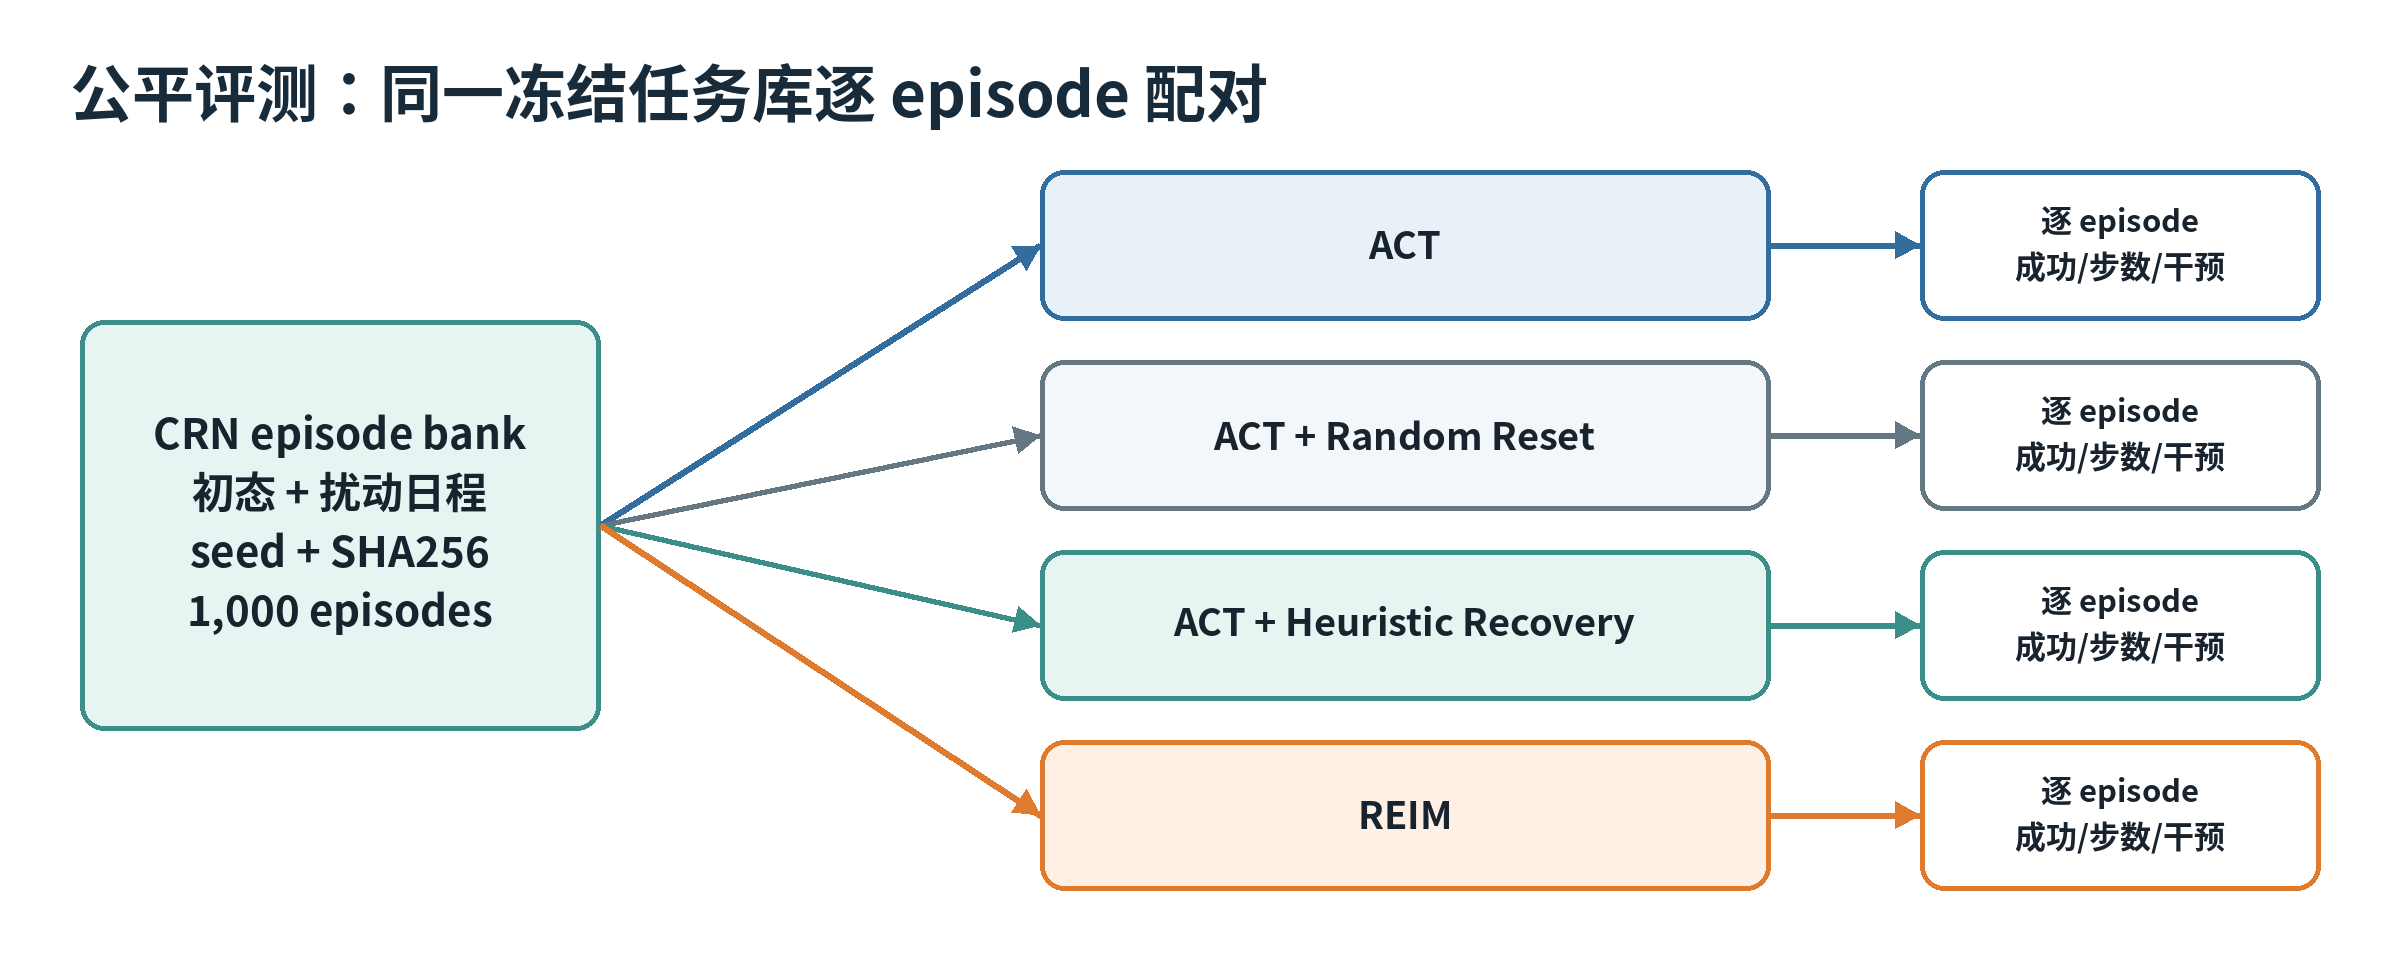 公平评测：同一冻结任务库逐 episode 配对
CRN episode bank
初态 + 扰动日程
seed + SHA256
1,000 episodes
ACT
逐 episode
成功/步数/干预
ACT + Random Reset
逐 episode
成功/步数/干预
ACT + Heuristic Recovery
逐 episode
成功/步数/干预
REIM
逐 episode
成功/步数/干预